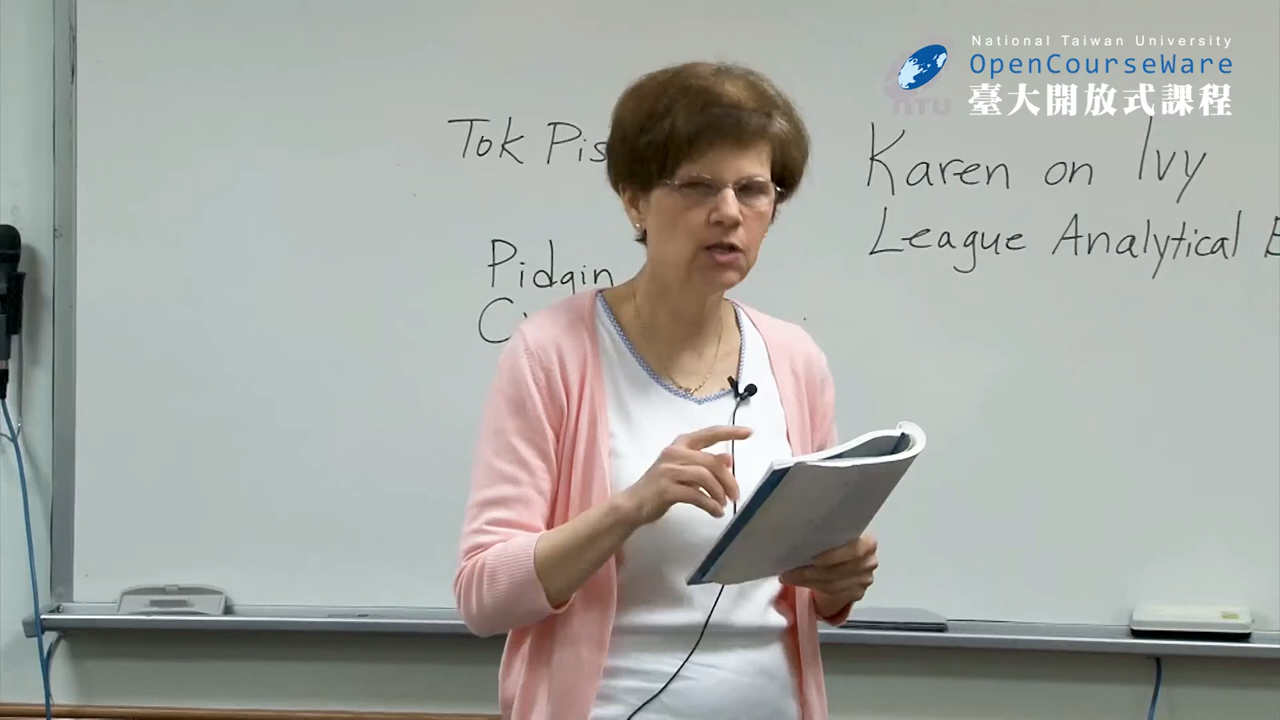 National Taiwan University
OpenCourseWare
臺大開放式課程
NTU
Tok Pis
Karen on Ivy
League Analytical E
Pidgin